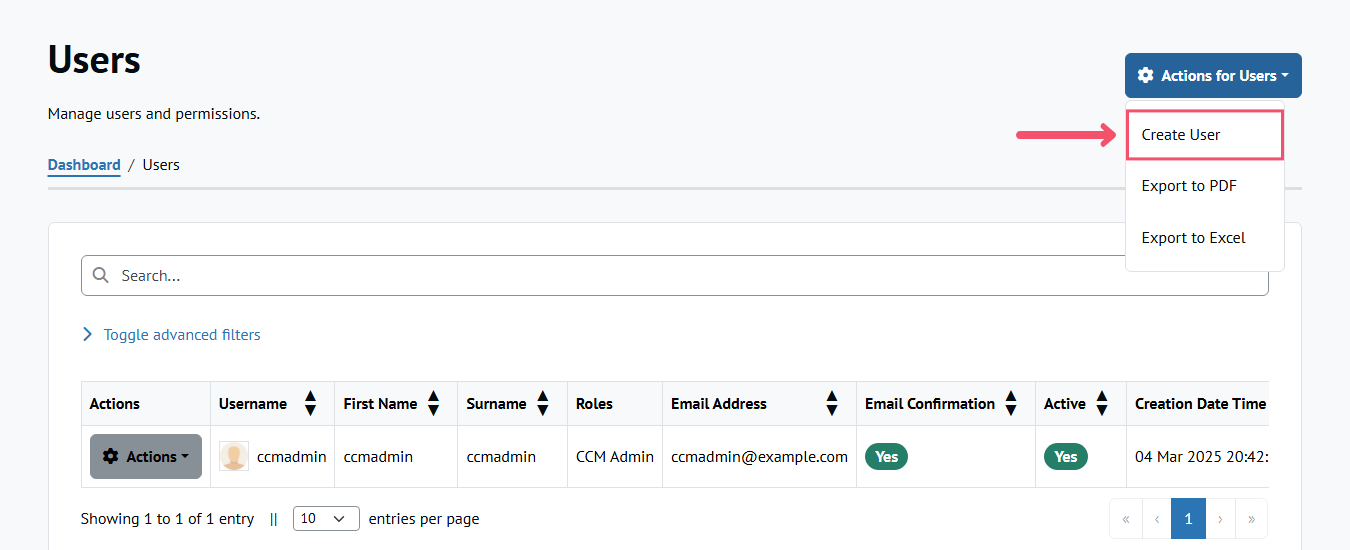 Users
Actions for Users
Manage users and permissions.
Create User
Dashboard / Users
Export to PDF
Export to Excel
Search...
Toggle advanced filters
Actions Username First Name Surname Roles Email Address Email Confirmation Active Creation Date Time
Actions ccmadmin ccmadmin ccmadmin CCM Admin ccmadmin@example.com Yes Yes 04 Mar 2025 20:42:
Showing 1 to 1 of 1 entry || 10 entries per page « ‹ 1 › »